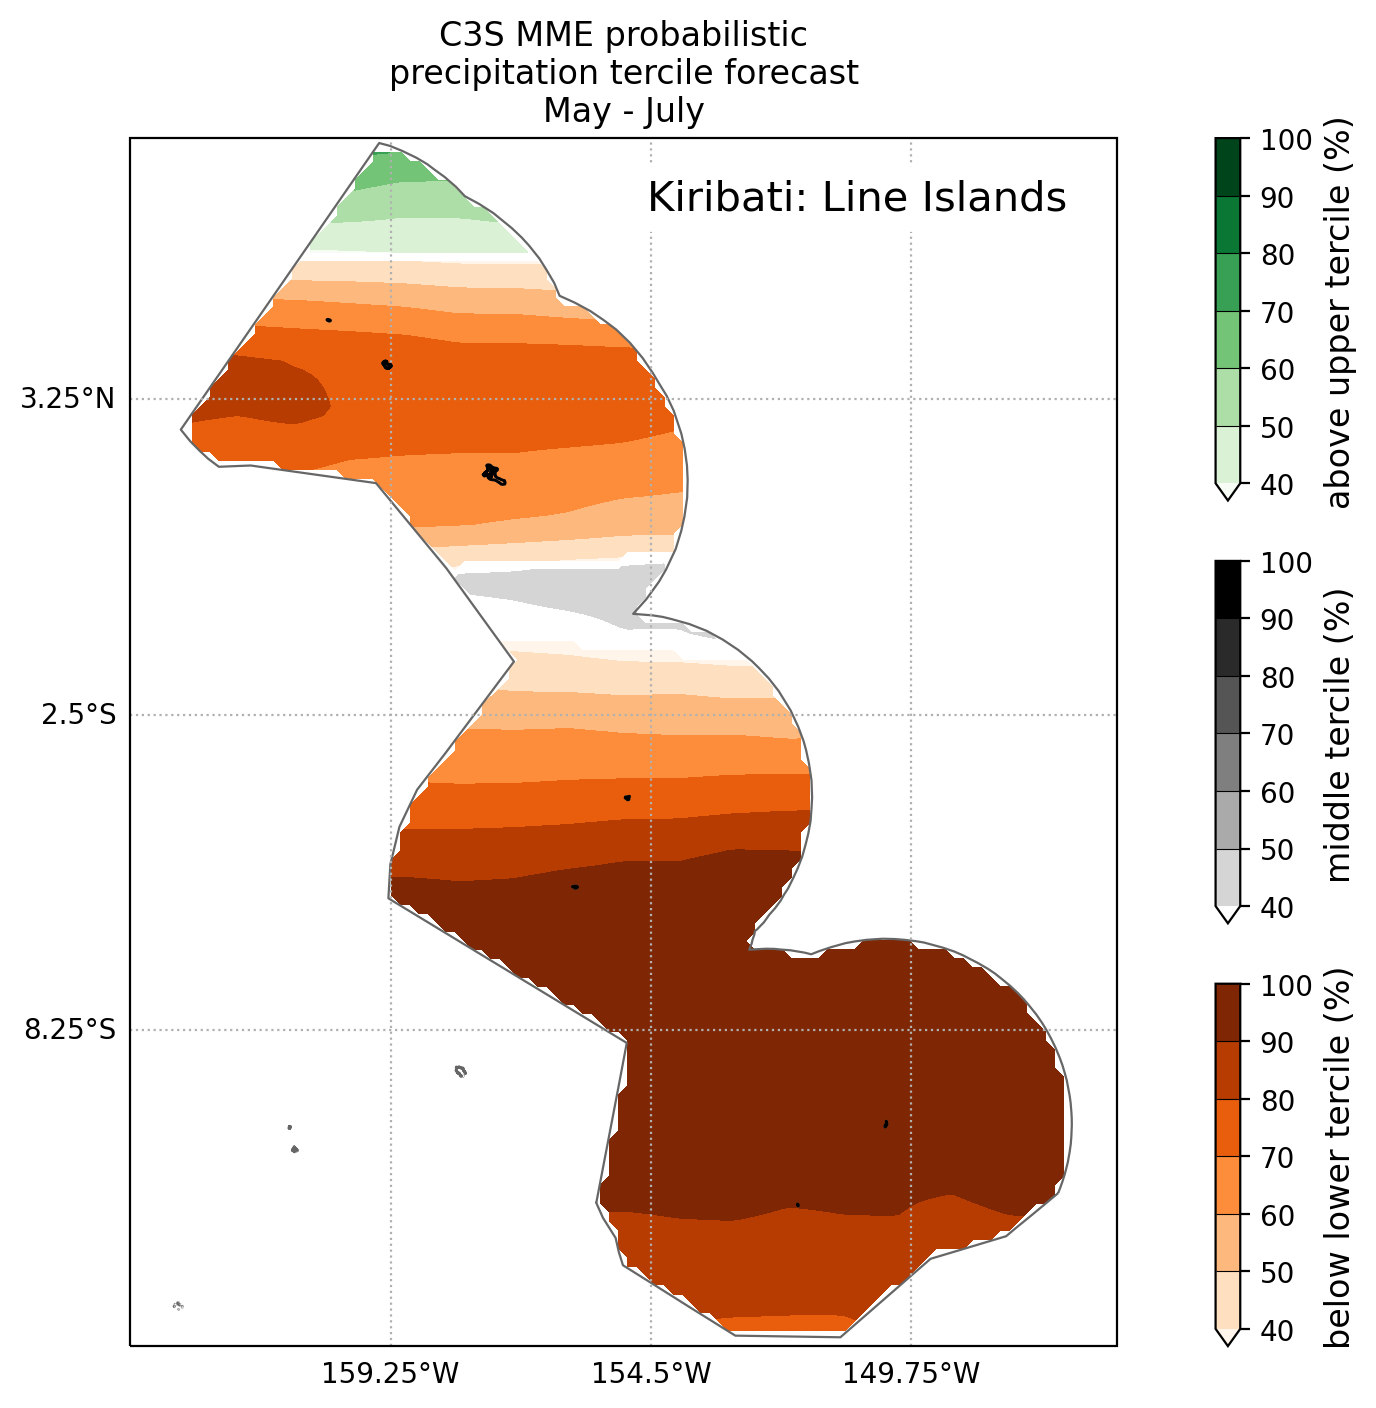 C3S MME probabilistic
precipitation tercile forecast
May - July
Kiribati: Line Islands
3.25°N
2.5°S
8.25°S
159.25°W
154.5°W
149.75°W
100
90
80
70
60
50
40
above upper tercile (%)
100
90
80
70
60
50
40
middle tercile (%)
100
90
80
70
60
50
40
below lower tercile (%)